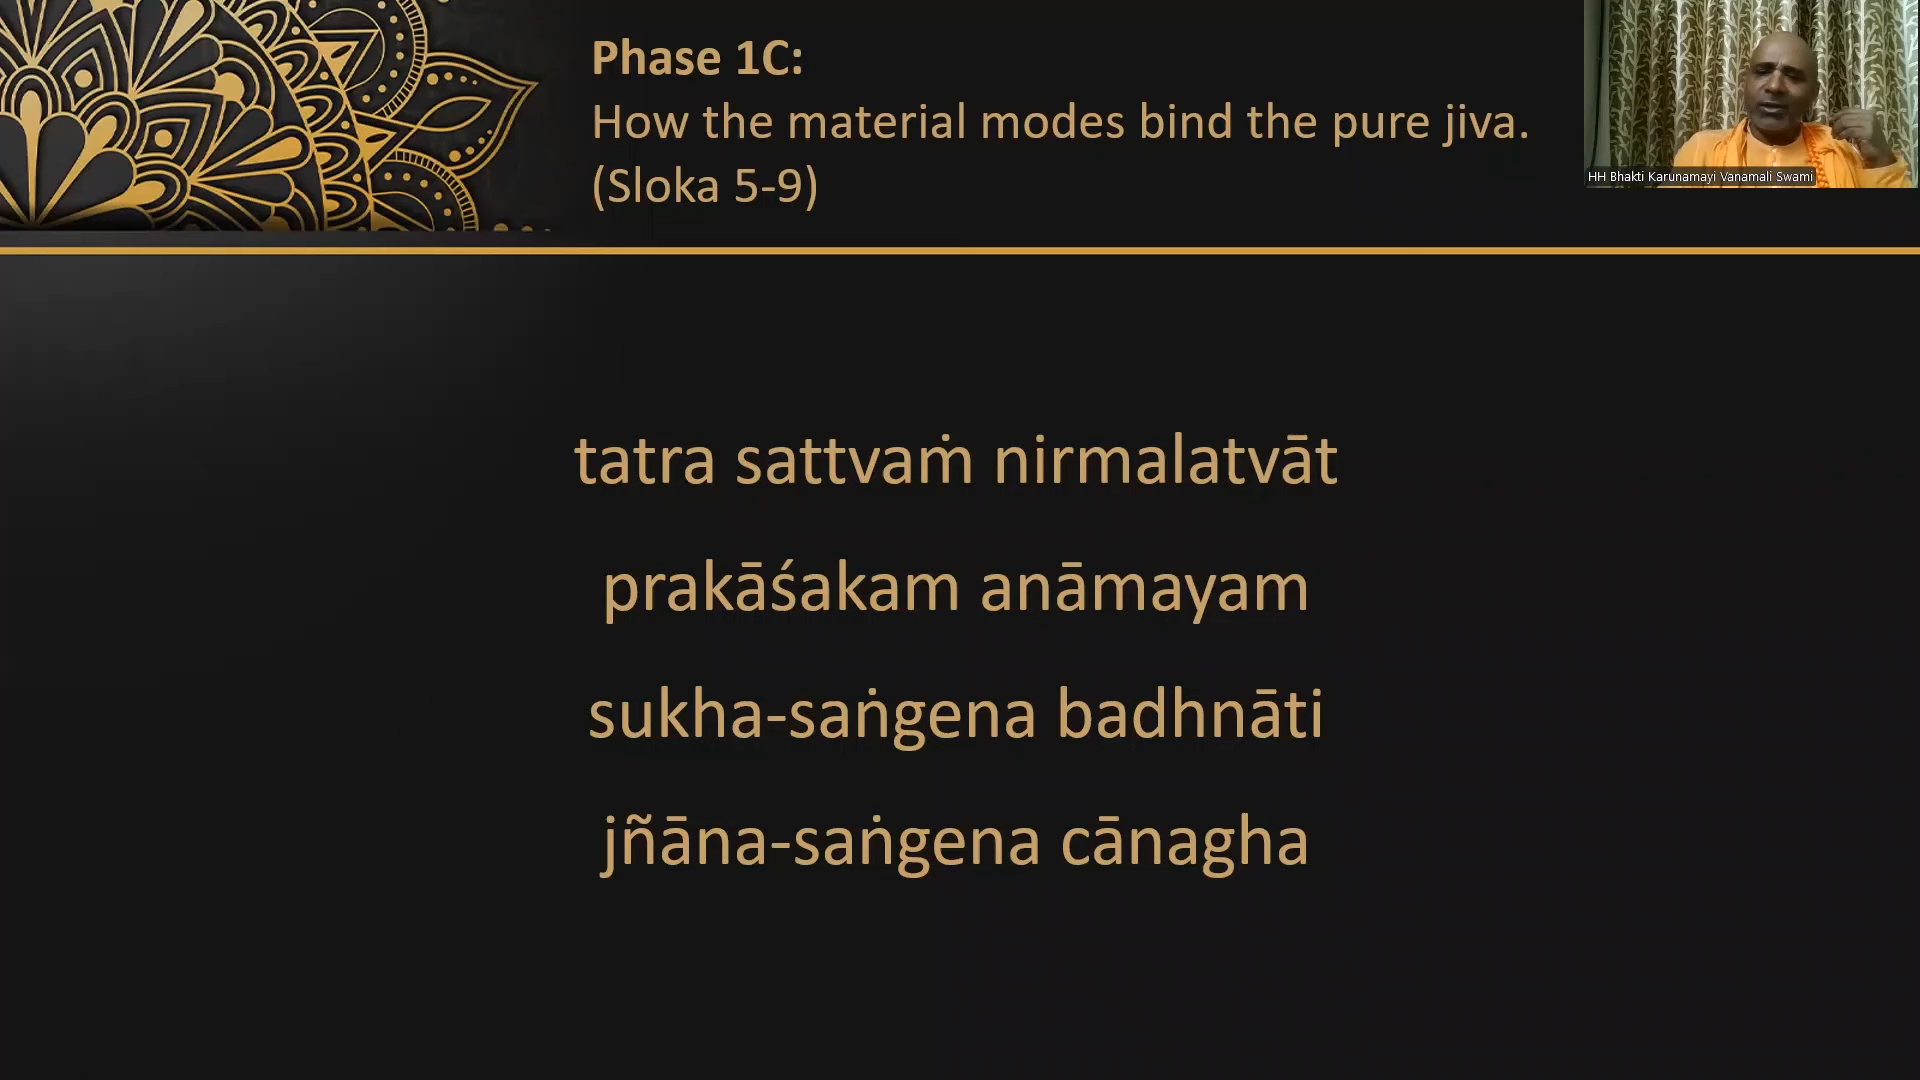 Phase 1C:
How the material modes bind the pure jiva.
(Sloka 5-9)
HH Bhakti Karunamayi Vanamali Swami
tatra sattvaṁ nirmalatvāt
prakāśakam anāmayam
sukha-saṅgena badhnāti
jñāna-saṅgena cānagha